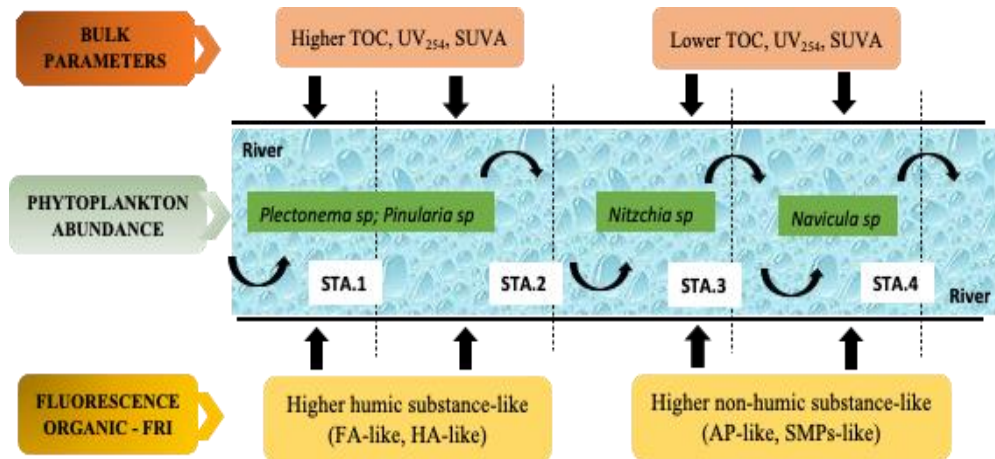 BULK
PARAMETERS
Higher TOC, UV254, SUVA
Lower TOC, UV254, SUVA
PHYTOPLANKTON
ABUNDANCE
River
Plectonema sp; Pinularia sp
Nitzchia sp
Navicula sp
STA.1
STA.2
STA.3
STA.4
River
FLUORESCENCE
ORGANIC - FRI
Higher humic substance-like
(FA-like, HA-like)
Higher non-humic substance-like
(AP-like, SMPs-like)